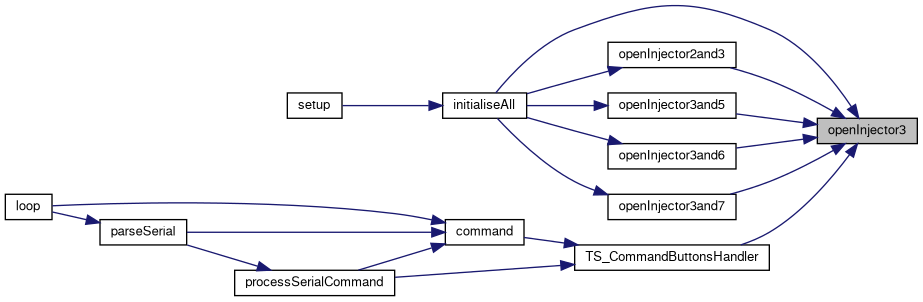 openInjector2and3
setup
initialiseAll
openInjector3and5
openInjector3
openInjector3and6
loop
openInjector3and7
parseSerial
command
TS_CommandButtonsHandler
processSerialCommand